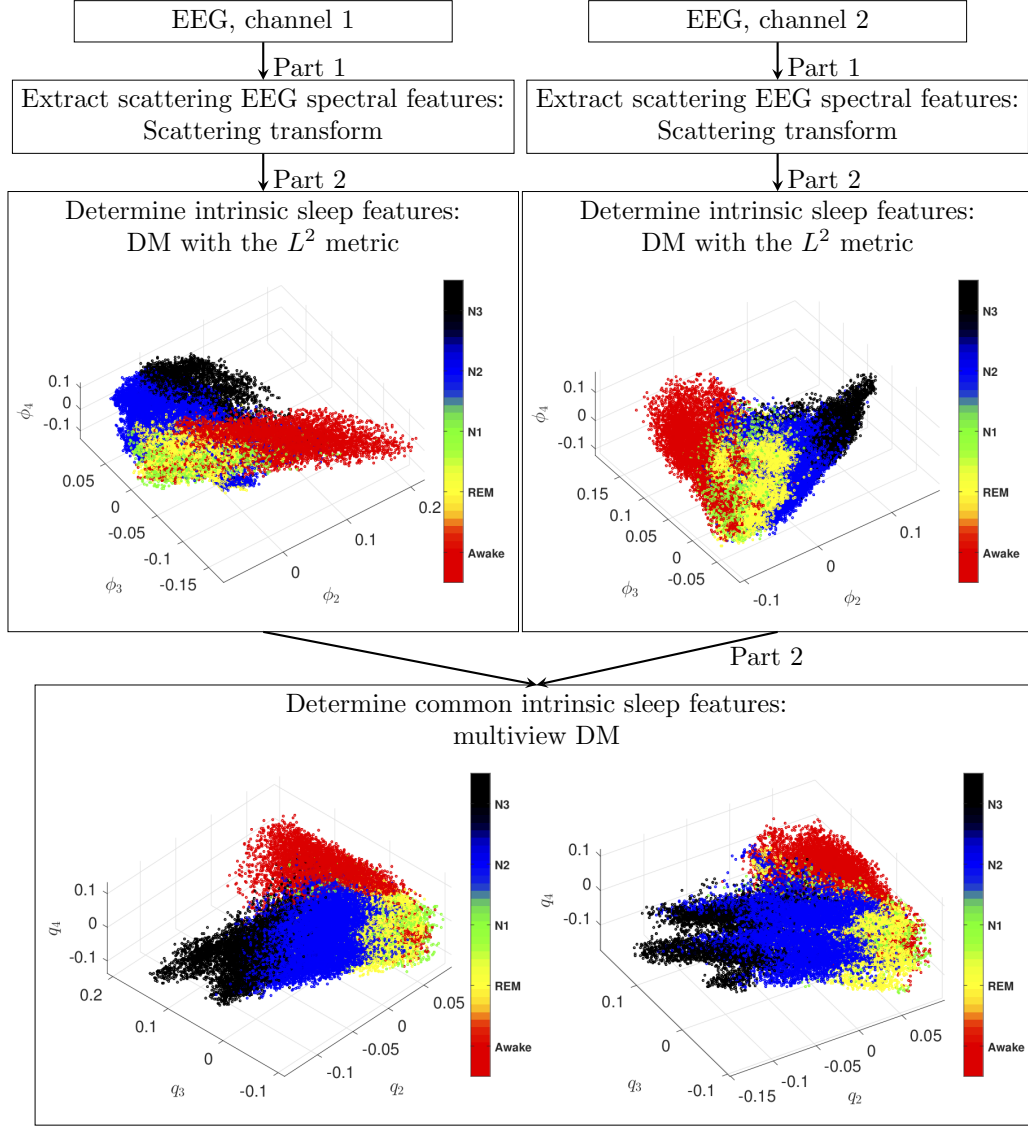 EEG, channel 1
EEG, channel 2
Part 1
Part 1
Extract scattering EEG spectral features:
Scattering transform
Extract scattering EEG spectral features:
Scattering transform
Part 2
Part 2
Determine intrinsic sleep features:
DM with the L² metric
0.1
0
-0.1
ϕ₄
0.05
0
-0.05
-0.1
-0.15
ϕ₃
0
0.1
0.2
ϕ₂
N3
N2
N1
REM
Awake
Determine intrinsic sleep features:
DM with the L² metric
0.1
0
-0.1
ϕ₄
0.15
0.1
0.05
0
-0.05
ϕ₃
-0.1
0
0.1
ϕ₂
N3
N2
N1
REM
Awake
Part 2
Determine common intrinsic sleep features:
multiview DM
0.1
0
-0.1
q₄
0.2
0.1
0
-0.1
q₃
-0.1
-0.05
0
0.05
q₂
N3
N2
N1
REM
Awake
0.1
0
-0.1
q₄
0.1
0
-0.1
q₃
-0.15
-0.1
-0.05
0
0.05
q₂
N3
N2
N1
REM
Awake